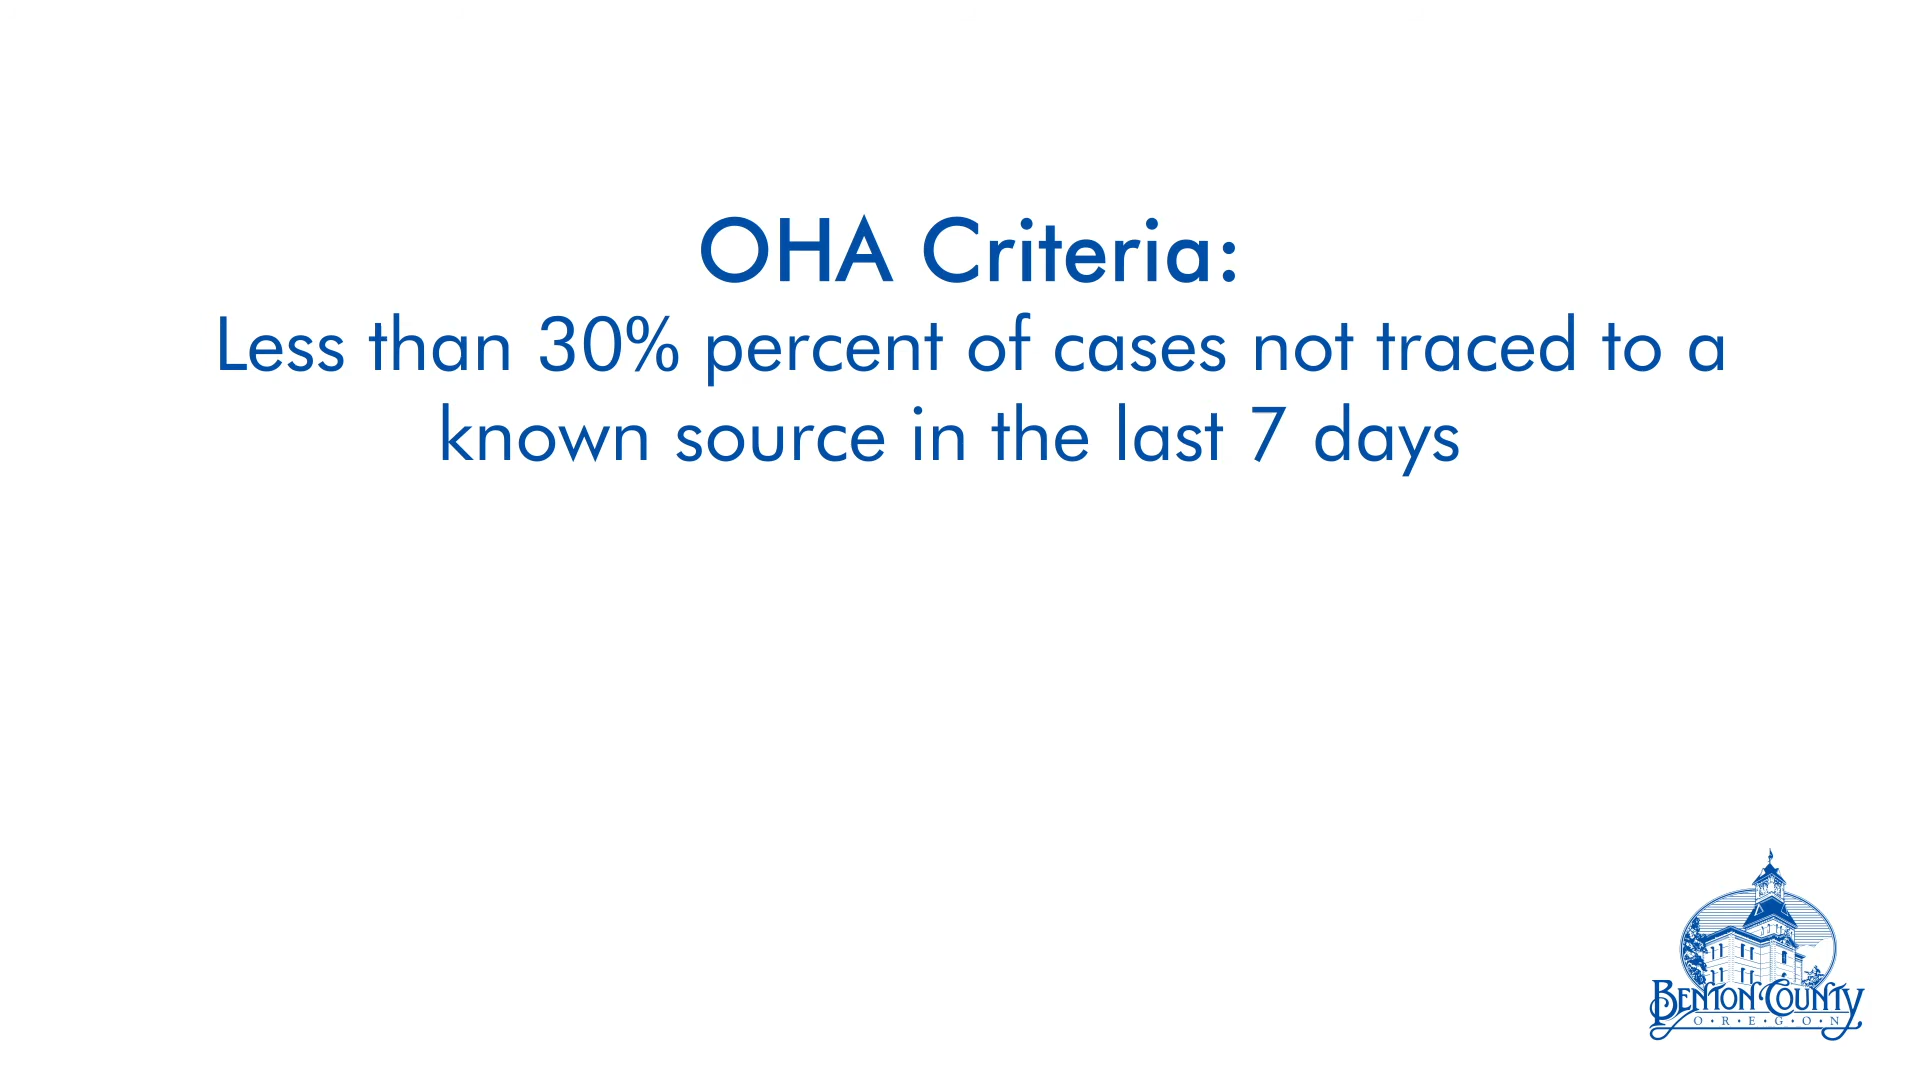 OHA Criteria:
Less than 30% percent of cases not traced to a
known source in the last 7 days
BENTON COUNTY
O·R·E·G·O·N